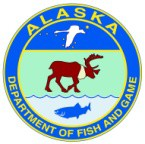 ALASKA
DEPARTMENT OF FISH AND GAME